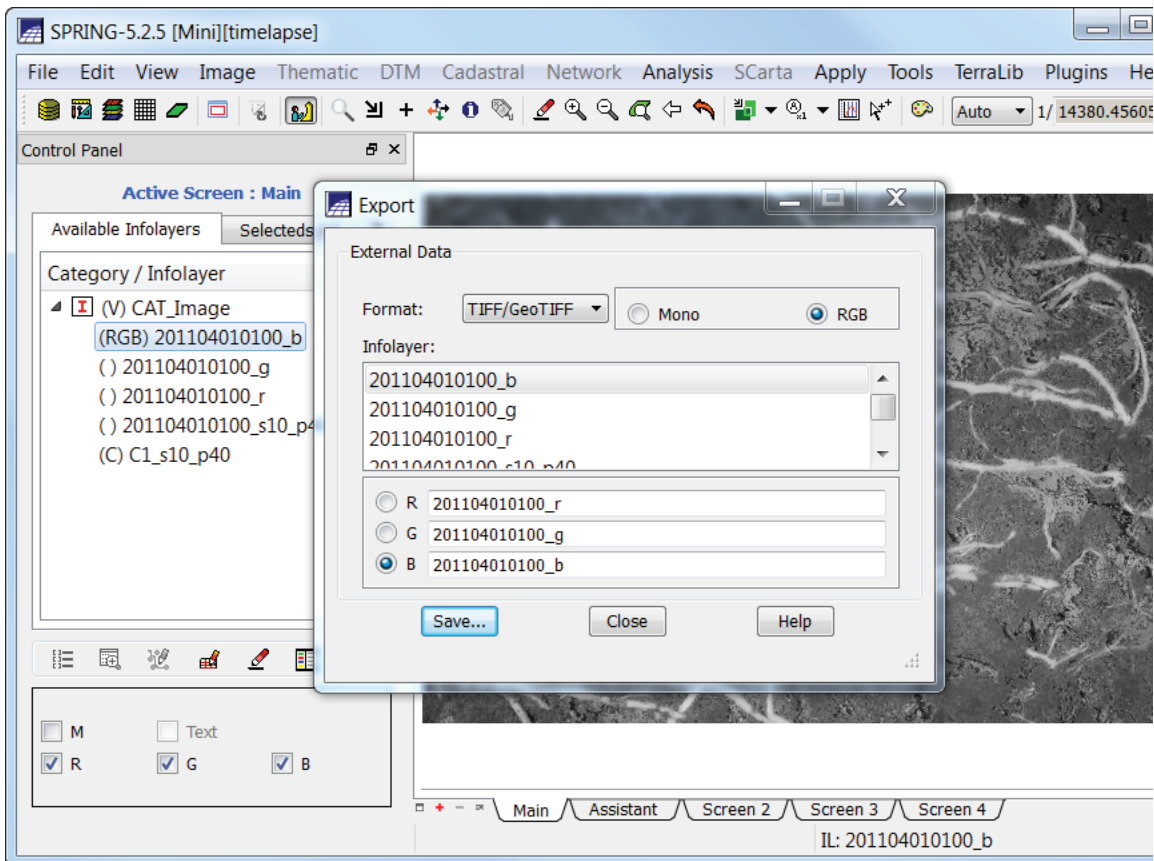 SPRING-5.2.5 [Mini][timelapse]
File Edit View Image Thematic DTM Cadastral Network Analysis SCarta Apply Tools TerraLib Plugins He
Auto 1/ 14380.45605
Control Panel
Active Screen : Main
Available Infolayers Selecteds
Category / Infolayer
I (V) CAT_Image
(RGB) 201104010100_b
( ) 201104010100_g
( ) 201104010100_r
( ) 201104010100_s10_p4
(C) C1_s10_p40
M Text
R G B
Export
External Data
Format: TIFF/GeoTIFF Mono RGB
Infolayer:
201104010100_b
201104010100_g
201104010100_r
201104010100_s10_p40
R 201104010100_r
G 201104010100_g
B 201104010100_b
Save... Close Help
Main Assistant Screen 2 Screen 3 Screen 4
IL: 201104010100_b